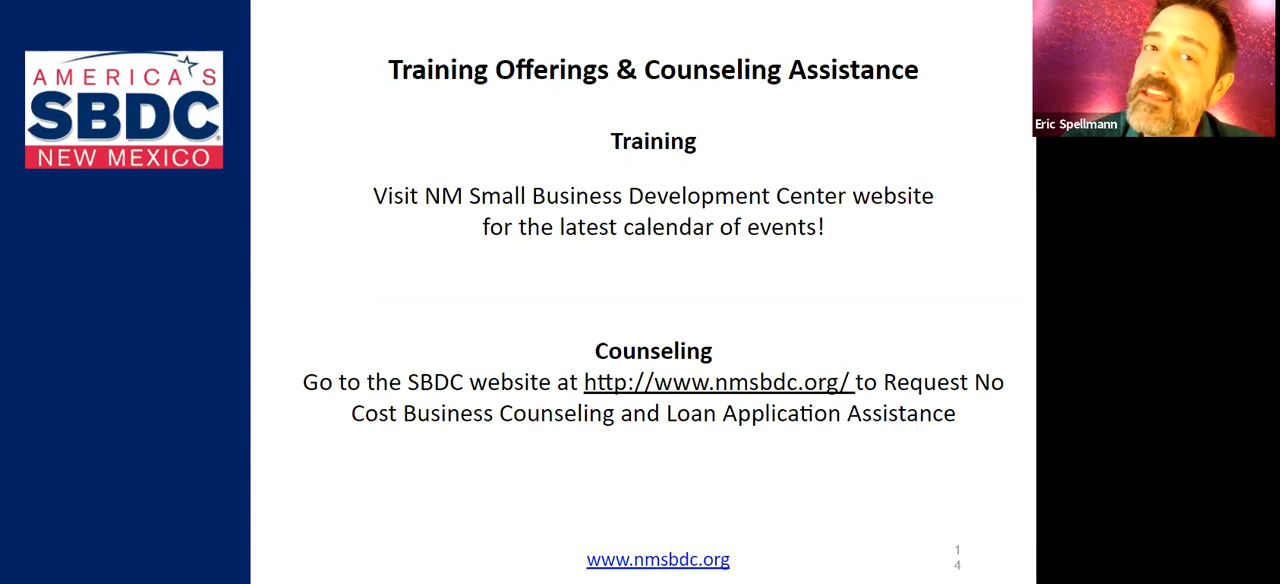 AMERICA'S
SBDC
NEW MEXICO
Training Offerings & Counseling Assistance
Training
Visit NM Small Business Development Center website
for the latest calendar of events!
Counseling
Go to the SBDC website at http://www.nmsbdc.org/ to Request No
Cost Business Counseling and Loan Application Assistance
www.nmsbdc.org
1
4
Eric Spellmann